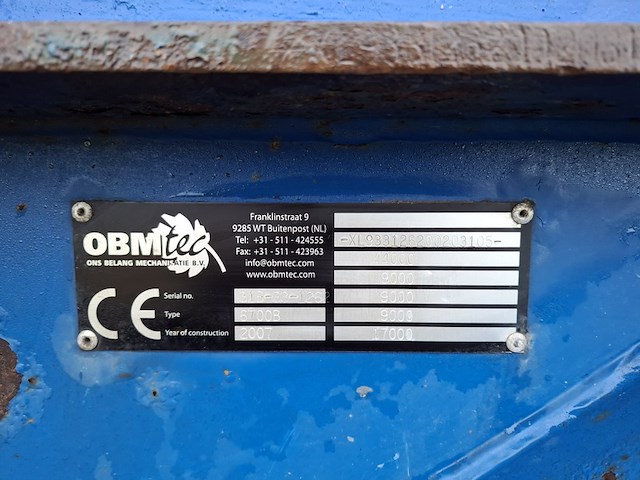 OBMtec
ONS BELANG MECHANISATIE B.V.
Franklinstraat 9
9285 WT Buitenpost (NL)
Tel: +31 - 511 - 424555
Fax: +31 - 511 - 423963
info@obmtec.com
www.obmtec.com
CE
Serial no.
Type
Year of construction 2007
9000
9000
9000
17000